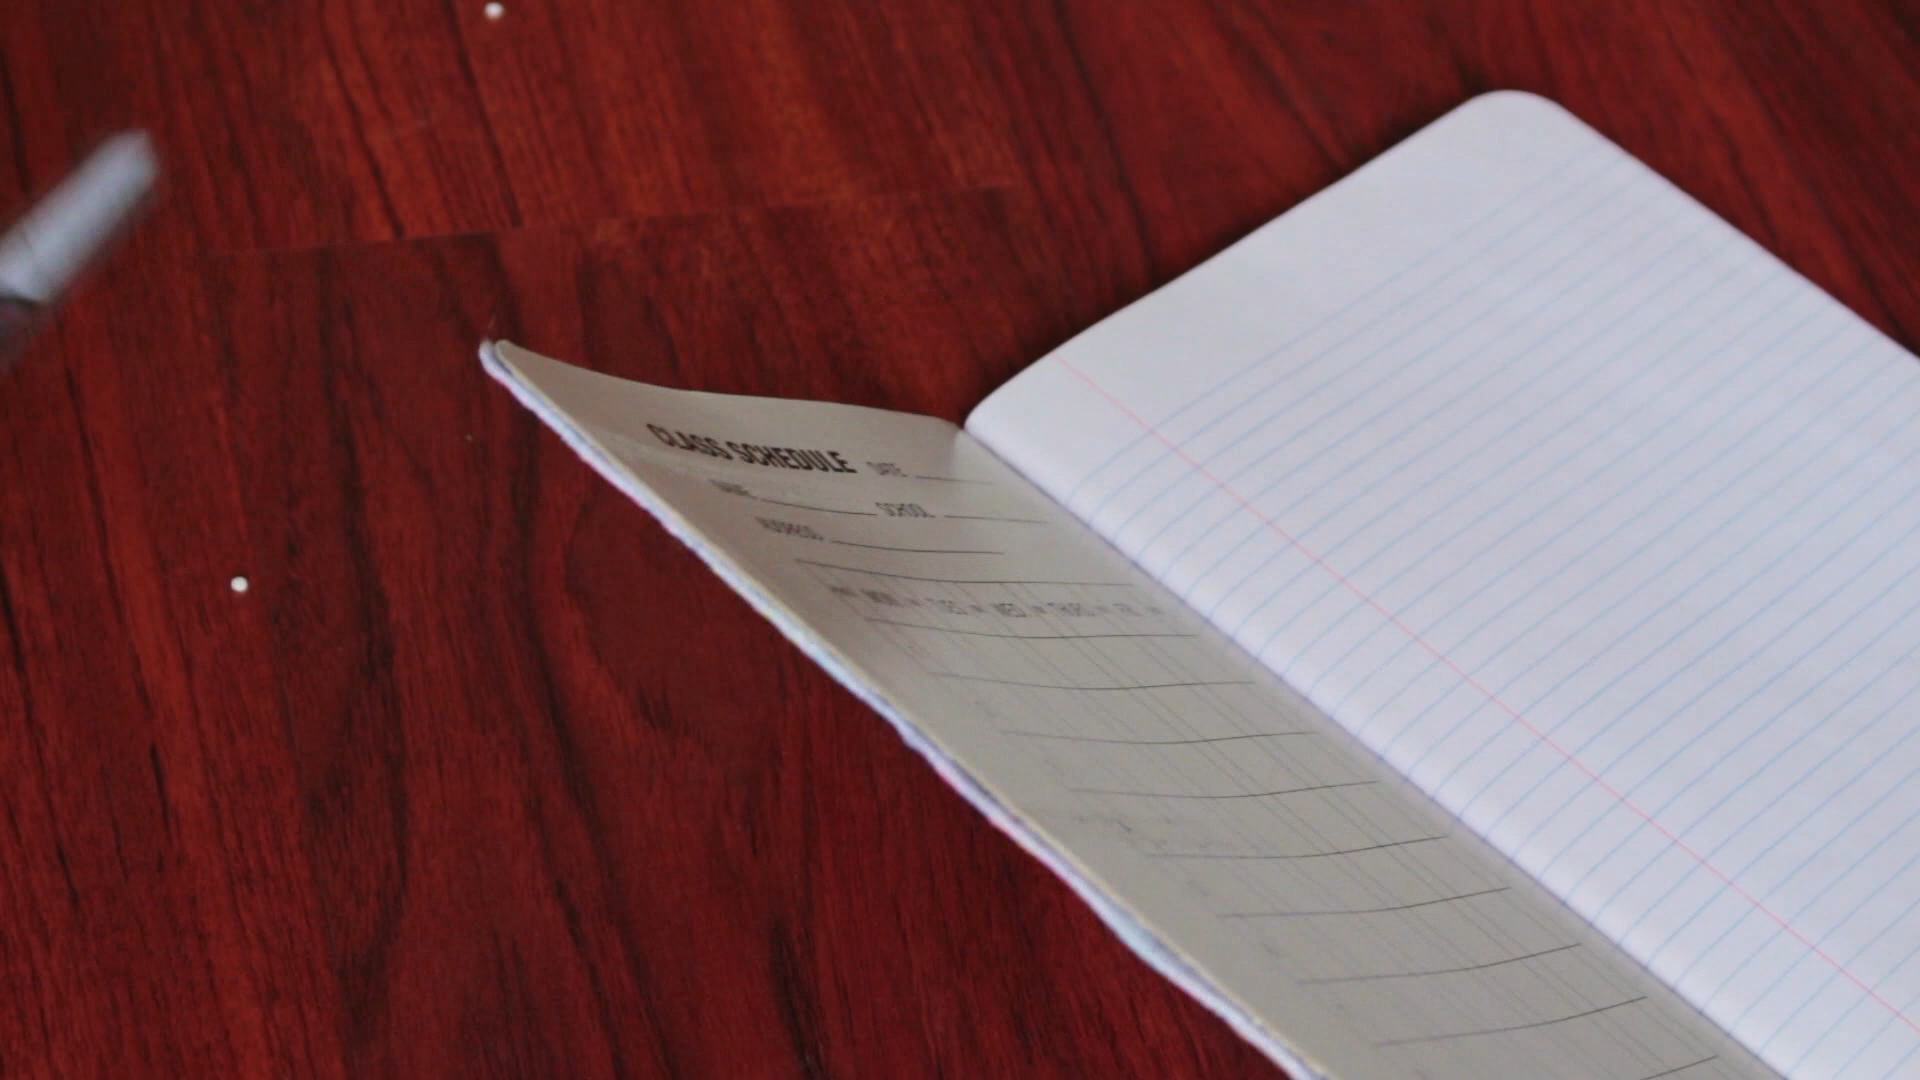 CLASS SCHEDULE DATE
NAME SCHOOL
ADDRESS
MON TUES WED THURS FRI